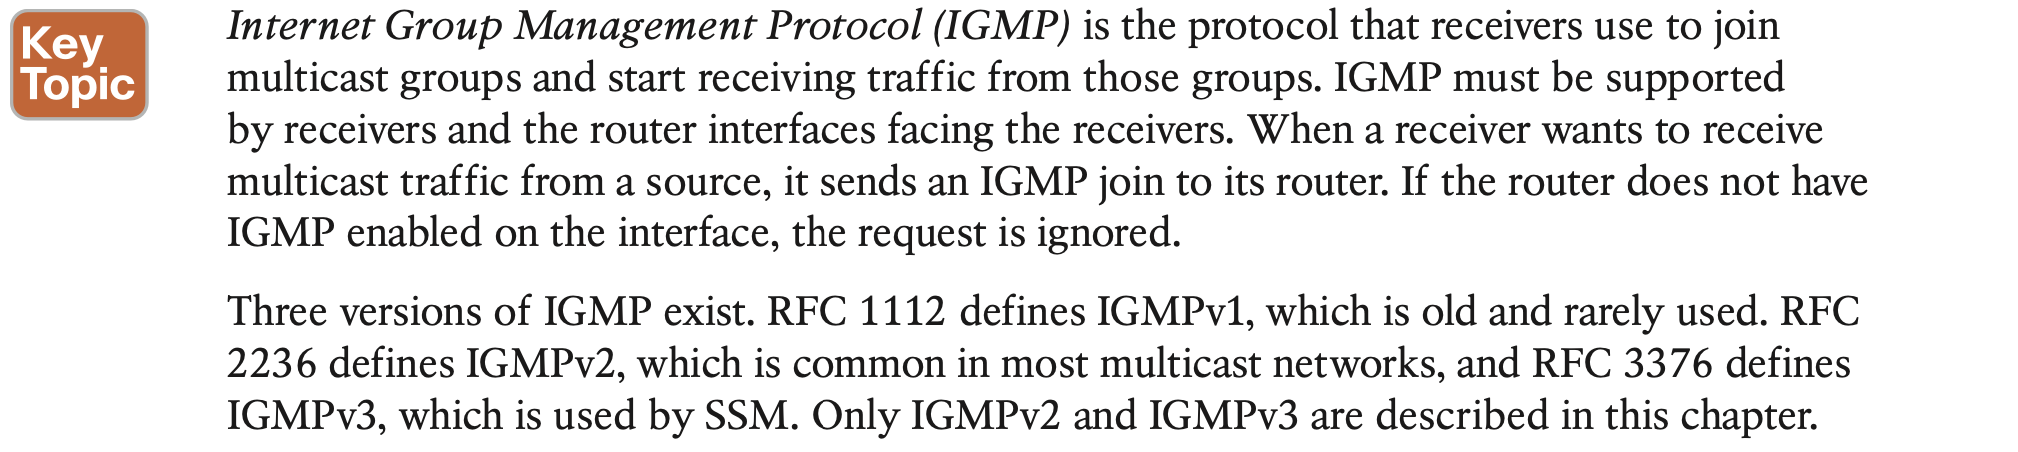 Key
Topic
Internet Group Management Protocol (IGMP) is the protocol that receivers use to join
multicast groups and start receiving traffic from those groups. IGMP must be supported
by receivers and the router interfaces facing the receivers. When a receiver wants to receive
multicast traffic from a source, it sends an IGMP join to its router. If the router does not have
IGMP enabled on the interface, the request is ignored.
Three versions of IGMP exist. RFC 1112 defines IGMPv1, which is old and rarely used. RFC
2236 defines IGMPv2, which is common in most multicast networks, and RFC 3376 defines
IGMPv3, which is used by SSM. Only IGMPv2 and IGMPv3 are described in this chapter.